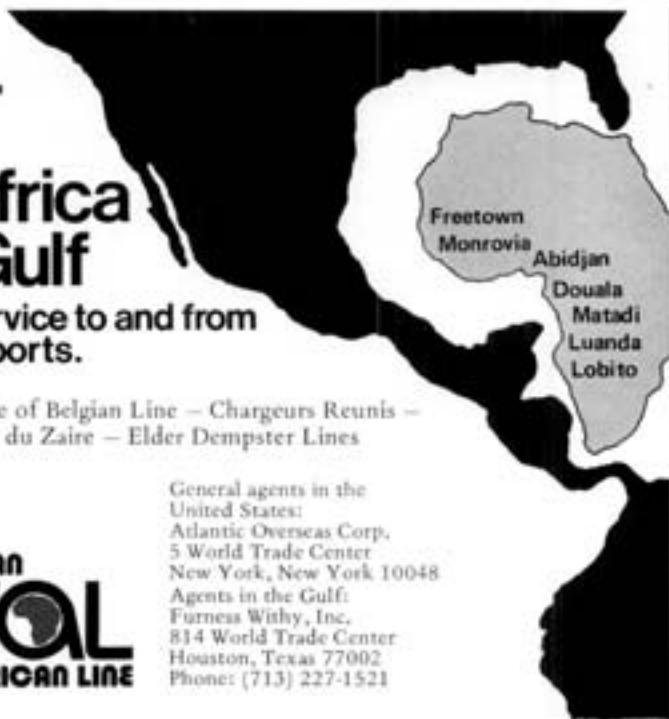 frica
Gulf
rvice to and from
ports.
Freetown
Monrovia
Abidjan
Douala
Matadi
Luanda
Lobito
e of Belgian Line — Chargeurs Reunis —
du Zaire — Elder Dempster Lines
General agents in the
United States:
Atlantic Overseas Corp.
5 World Trade Center
New York, New York 10048
Agents in the Gulf:
Furness Withy, Inc.
814 World Trade Center
Houston, Texas 77002
Phone: (713) 227-1521
an
AL
ICAN LINE